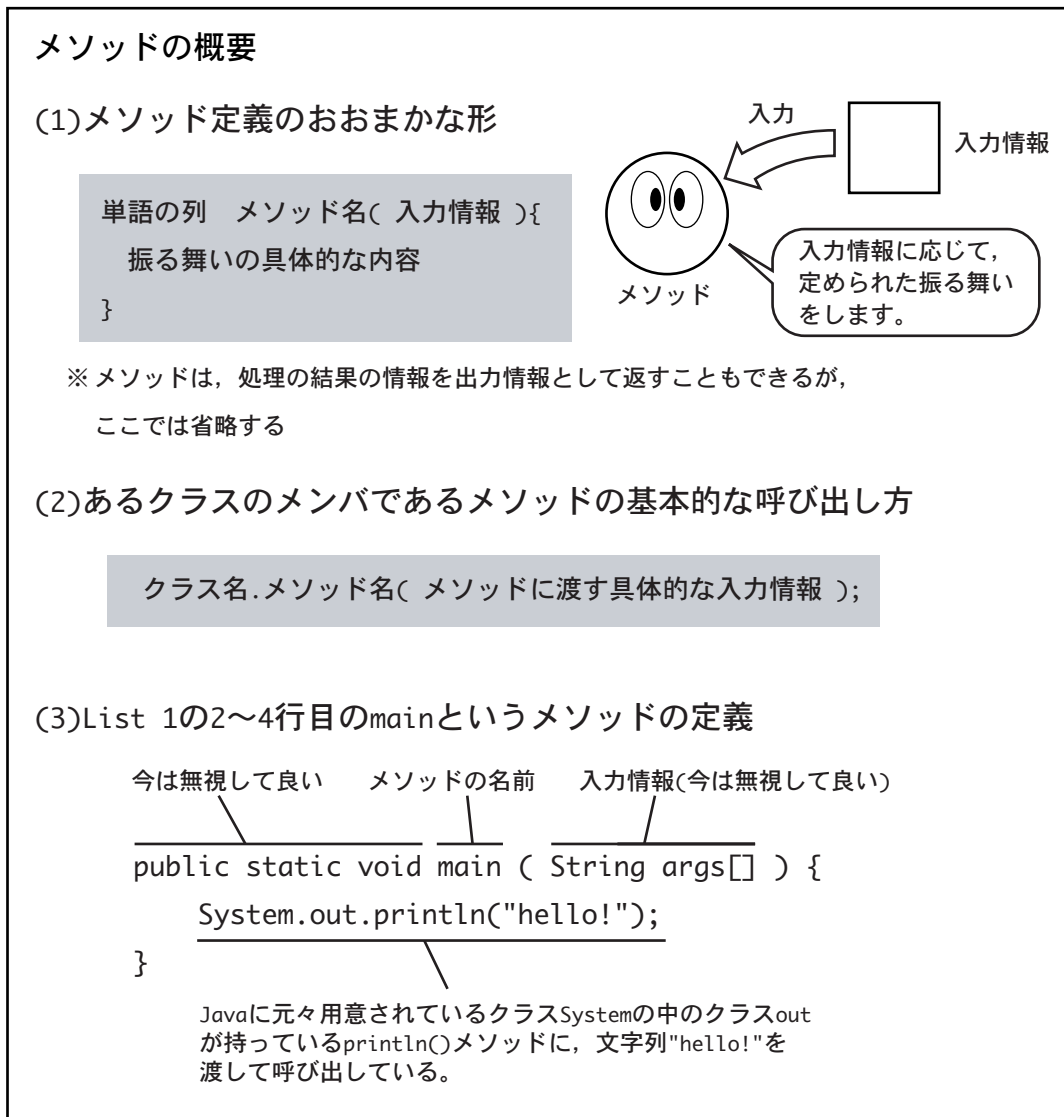 メソッドの概要
(1)メソッド定義のおおまかな形
単語の列　メソッド名( 入力情報 ){
振る舞いの具体的な内容
}
入力
入力情報
メソッド
入力情報に応じて,
定められた振る舞い
をします。
※ メソッドは, 処理の結果の情報を出力情報として返すこともできるが,
ここでは省略する
(2)あるクラスのメンバであるメソッドの基本的な呼び出し方
クラス名.メソッド名( メソッドに渡す具体的な入力情報 );
(3)List 1の2〜4行目のmainというメソッドの定義
今は無視して良い　メソッドの名前　入力情報(今は無視して良い)
public static void main ( String args[] ) {
System.out.println("hello!");
}
Javaに元々用意されているクラスSystemの中のクラスout
が持っているprintln()メソッドに, 文字列"hello!"を
渡して呼び出している。